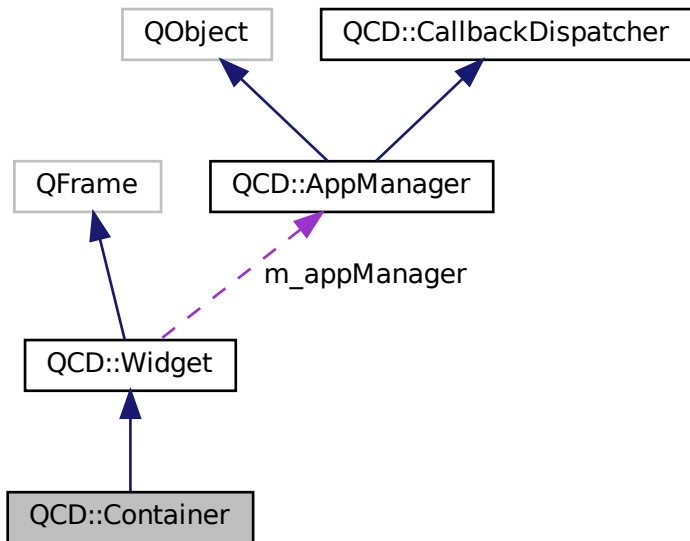 QObject
QCD::CallbackDispatcher
QFrame
QCD::AppManager
m_appManager
QCD::Widget
QCD::Container